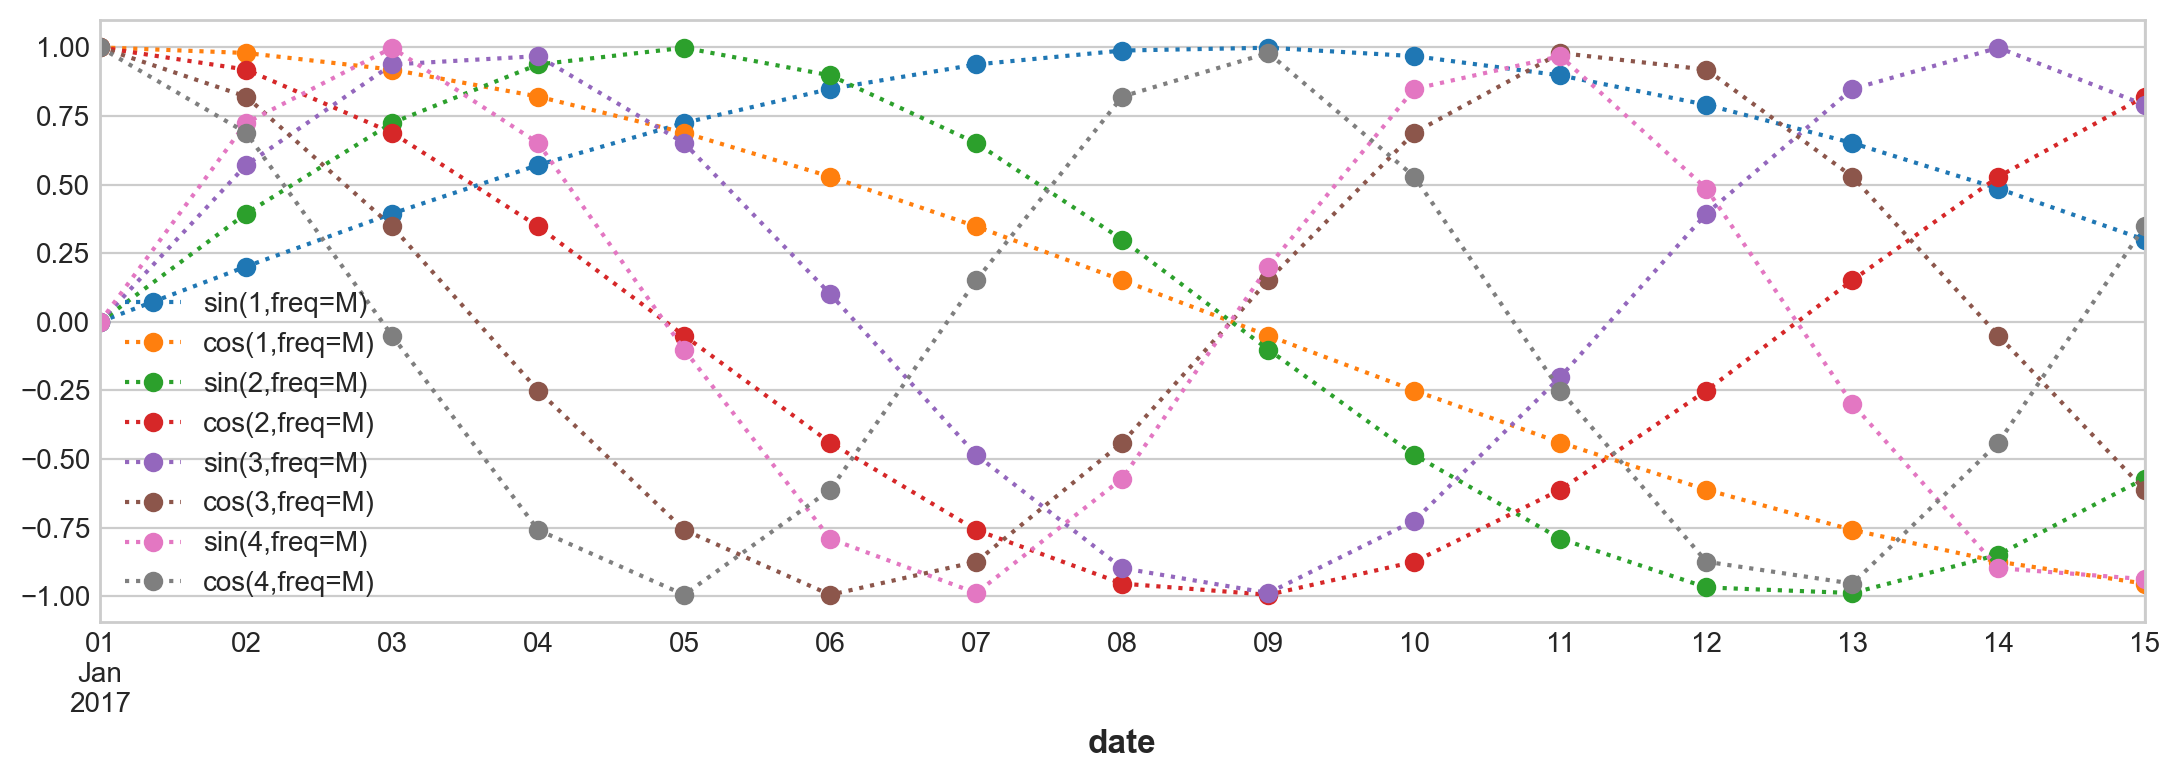 1.00
0.75
0.50
0.25
0.00
−0.25
−0.50
−0.75
−1.00
sin(1,freq=M)
cos(1,freq=M)
sin(2,freq=M)
cos(2,freq=M)
sin(3,freq=M)
cos(3,freq=M)
sin(4,freq=M)
cos(4,freq=M)
01 02 03 04 05 06 07 08 09 10 11 12 13 14 15
Jan
2017
date